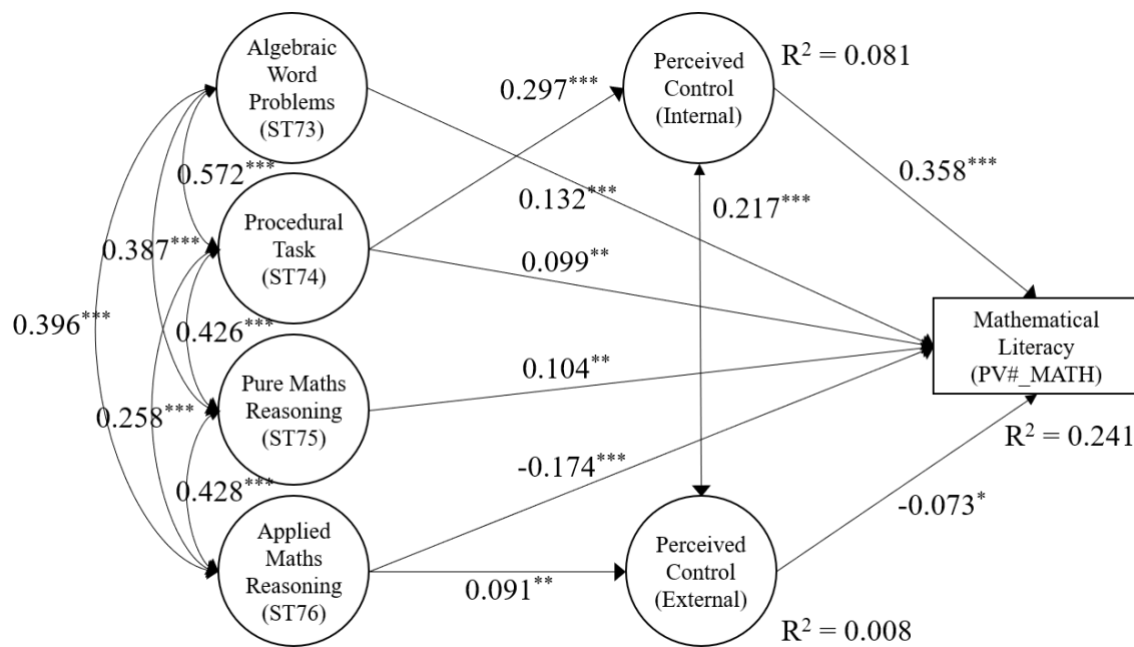 Algebraic
Word
Problems
(ST73)
Procedural
Task
(ST74)
Pure Maths
Reasoning
(ST75)
Applied
Maths
Reasoning
(ST76)
0.572***
0.387***
0.396***
0.426***
0.258***
0.428***
0.297***
0.132***
0.099**
0.104**
-0.174***
0.091**
Perceived
Control
(Internal)
R² = 0.081
0.217***
Perceived
Control
(External)
R² = 0.008
0.358***
-0.073*
Mathematical
Literacy
(PV#_MATH)
R² = 0.241